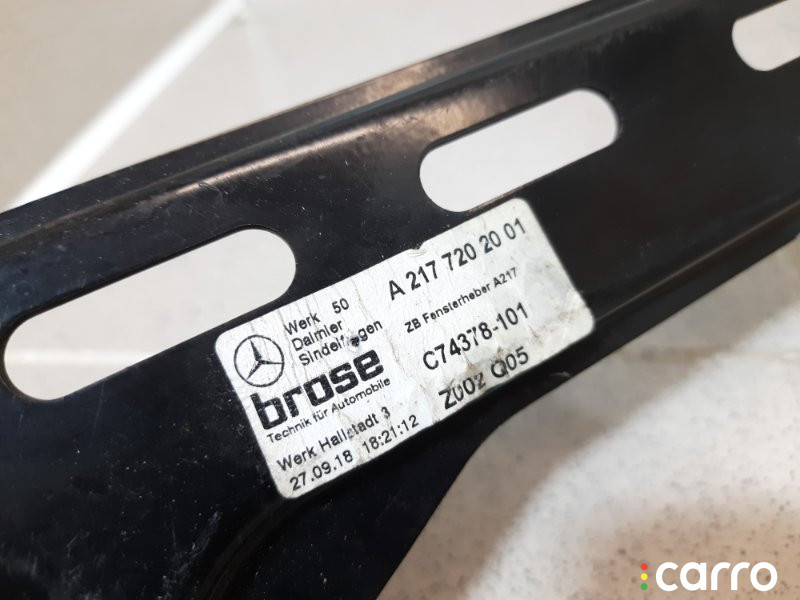 Werk 50
Daimler
Sindelfingen
brose
Technik für Automobile
Werk Hallstadt 3
27.09.18 18:21:12
A 217 720 20 01
ZB Fensterheber A217
C74378-101
Z002 Q05
carro